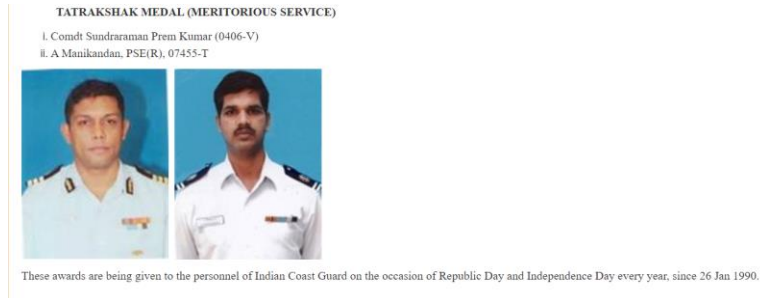 TATRAKSHAK MEDAL (MERITORIOUS SERVICE)
i. Comdt Sundraraman Prem Kumar (0406-V)
ii. A Manikandan, PSE(R), 07455-T
These awards are being given to the personnel of Indian Coast Guard on the occasion of Republic Day and Independence Day every year, since 26 Jan 1990.